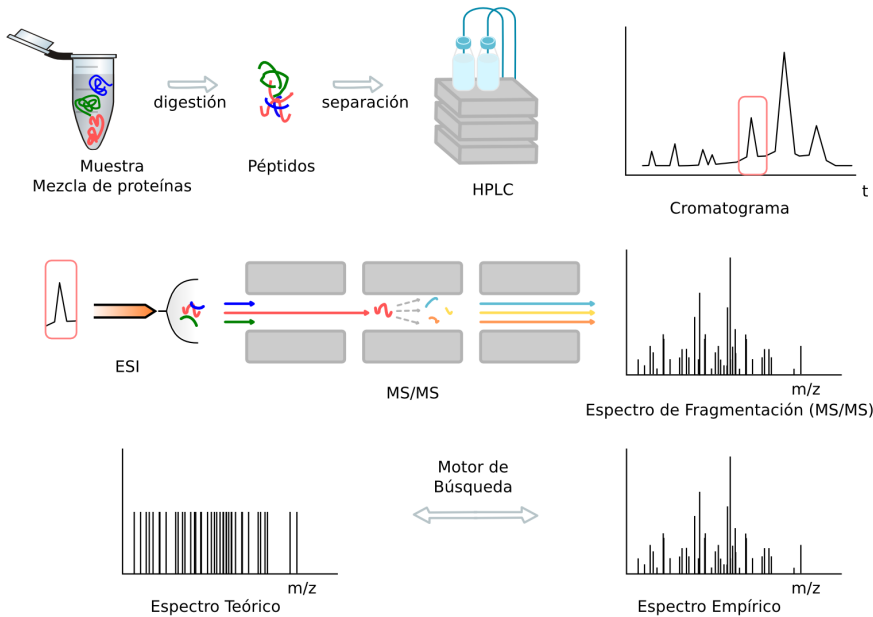 digestión
separación
Muestra
Mezcla de proteínas
Péptidos
HPLC
t
Cromatograma
ESI
MS/MS
m/z
Espectro de Fragmentación (MS/MS)
Motor de
Búsqueda
m/z
Espectro Teórico
m/z
Espectro Empírico